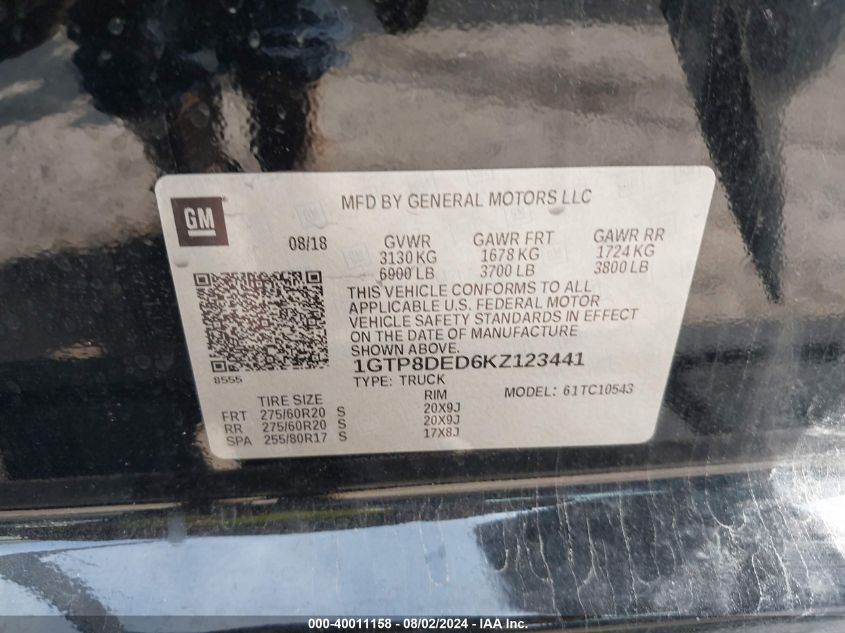 GM
MFD BY GENERAL MOTORS LLC
08/18 GVWR GAWR FRT GAWR RR
3130 KG 1678 KG 1724 KG
6900 LB 3700 LB 3800 LB
THIS VEHICLE CONFORMS TO ALL
APPLICABLE U.S. FEDERAL MOTOR
VEHICLE SAFETY STANDARDS IN EFFECT
ON THE DATE OF MANUFACTURE
SHOWN ABOVE.
8555
1GTP8DED6KZ123441
TYPE: TRUCK MODEL: 61TC10543
TIRE SIZE RIM
FRT 275/60R20 S 20X9J
RR 275/60R20 S 20X9J
SPA 255/80R17 S 17X8J
000-40011158 - 08/02/2024 - IAA Inc.